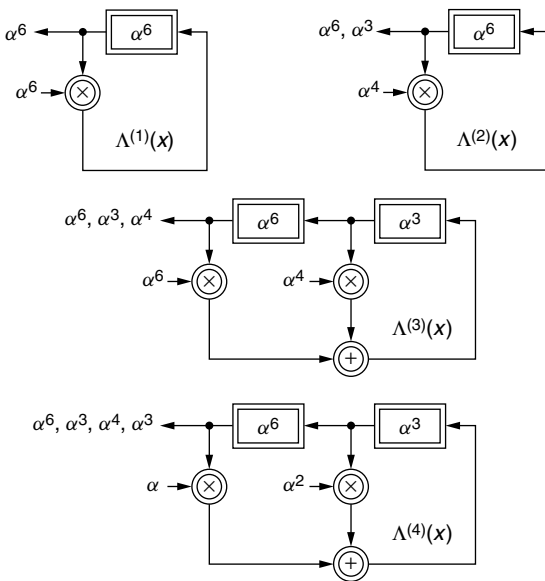 α⁶ α⁶
α⁶ × Λ⁽¹⁾(x)
α⁶, α³ α⁶
α⁴ × Λ⁽²⁾(x)
α⁶, α³, α⁴ α⁶ α³
α⁶ × α⁴ × Λ⁽³⁾(x)
+
α⁶, α³, α⁴, α³ α⁶ α³
α × α² × Λ⁽⁴⁾(x)
+